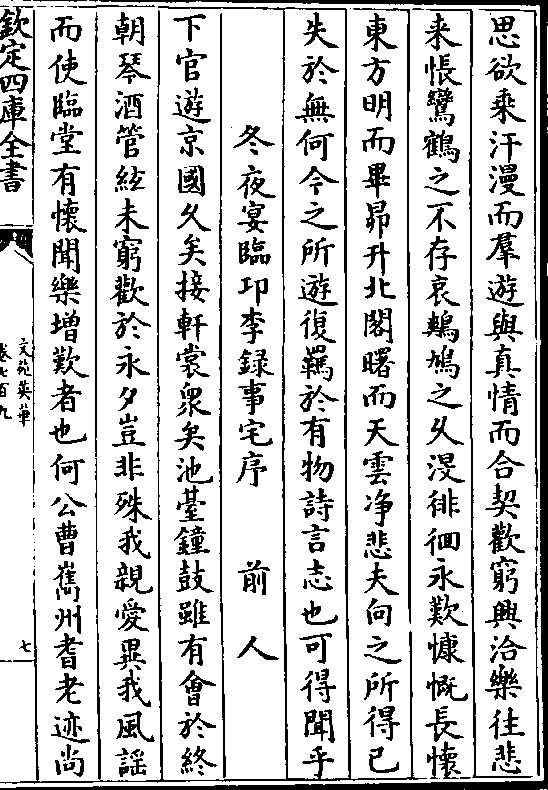 思欲乘汗漫而羣遊與真情而合契歡窮興洽樂往悲
来悵鸞鶴之不存哀鵷鳩之久没徘徊永歎慷慨長懷
東方明而畢昴升北閣曙而天雲净悲夫向之所得已
失於無何今之所遊復羈於有物詩言志也可得聞乎
冬夜宴臨邛李録事宅序 前人
下官遊京國久矣接軒裳衆矣池臺鐘鼓雖有會於終
朝琴酒管絃未窮歡於永夕豈非殊我親愛異我風謡
而使臨堂有懷聞樂增歎者也何公曹嶲州耆老迹尚
欽定四庫全書
文苑英華
卷七百九
七